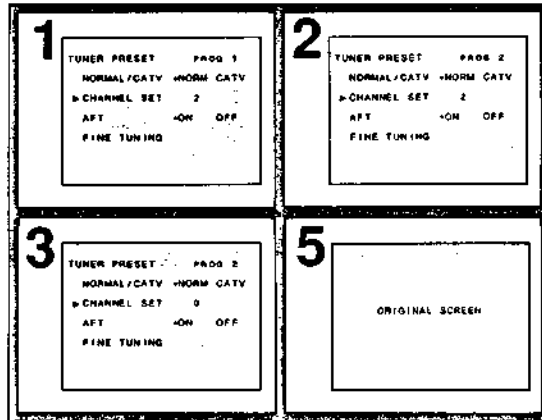 1
TUNER PRESET PROG 1
NORMAL/CATV •NORM CATV
▶CHANNEL SET 2
AFT •ON OFF
FINE TUNING
2
TUNER PRESET PROG 2
NORMAL/CATV •NORM CATV
▶CHANNEL SET 2
AFT •ON OFF
FINE TUNING
3
TUNER PRESET PROG 2
NORMAL/CATV •NORM CATV
▶CHANNEL SET 0
AFT •ON OFF
FINE TUNING
5
ORIGINAL SCREEN